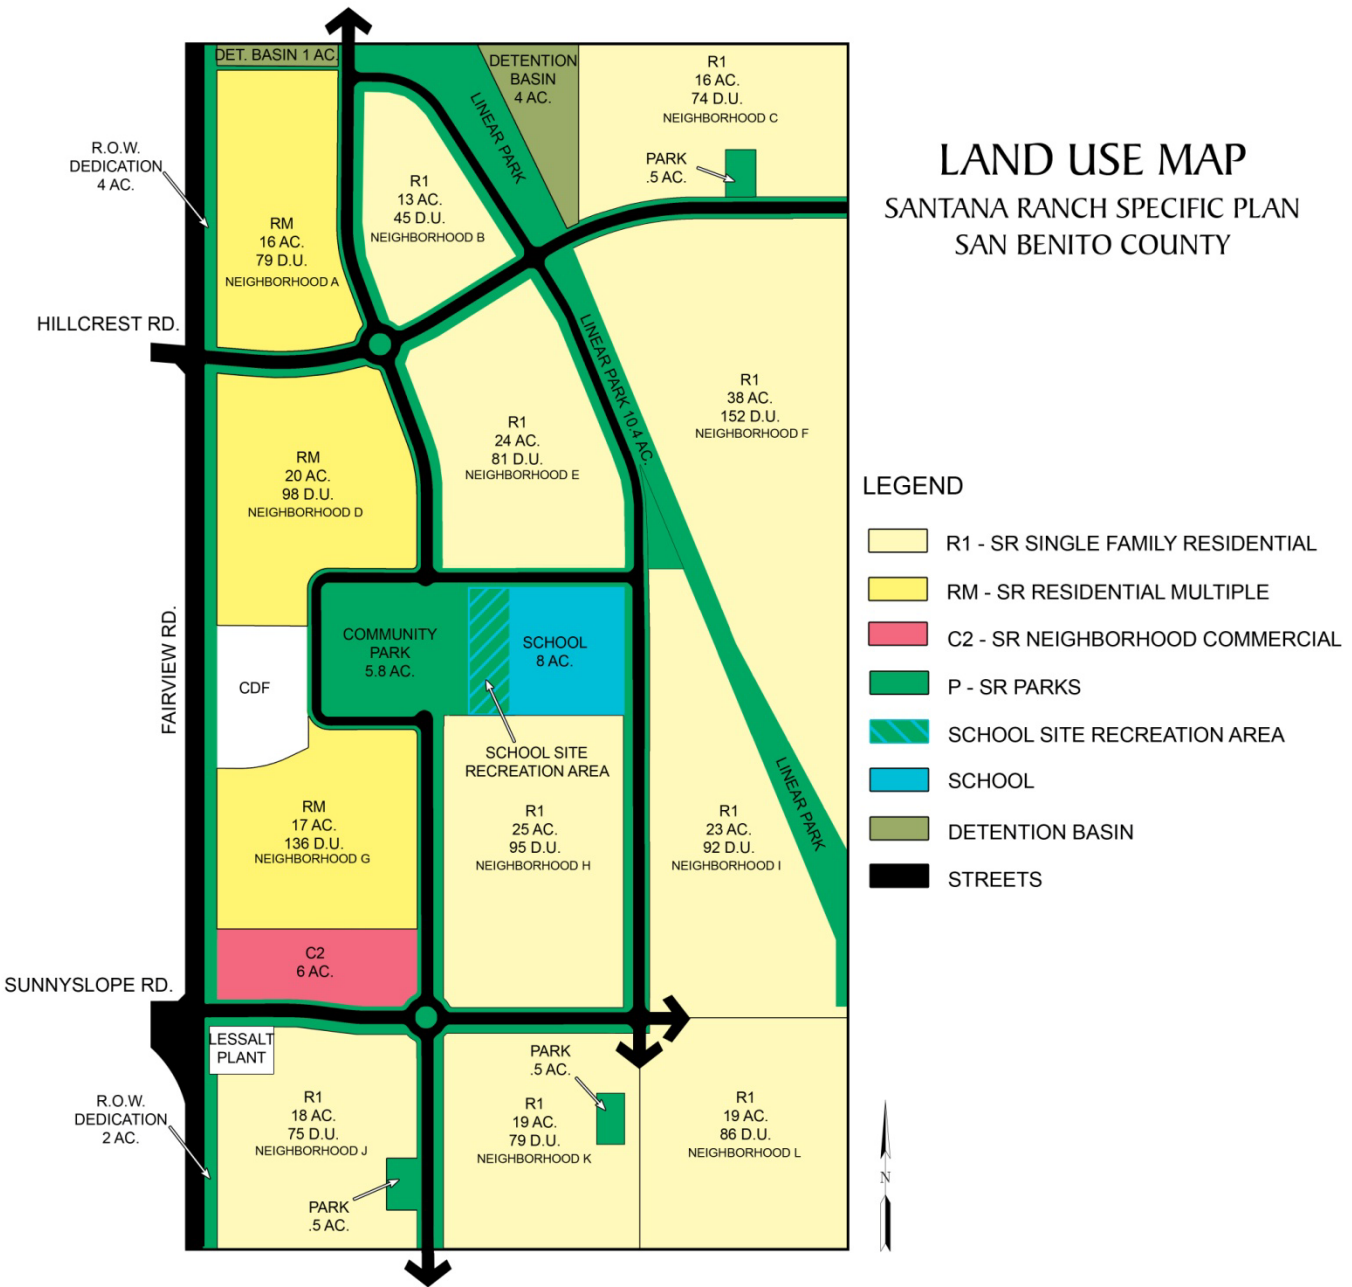 LAND USE MAP
SANTANA RANCH SPECIFIC PLAN
SAN BENITO COUNTY
DET. BASIN 1 AC.
DETENTION
BASIN
4 AC.
R1
16 AC.
74 D.U.
NEIGHBORHOOD C
LINEAR PARK
PARK
.5 AC.
R.O.W.
DEDICATION
4 AC.
R1
13 AC.
45 D.U.
NEIGHBORHOOD B
RM
16 AC.
79 D.U.
NEIGHBORHOOD A
HILLCREST RD.
LINEAR PARK 10.4 AC.
R1
38 AC.
152 D.U.
NEIGHBORHOOD F
R1
24 AC.
81 D.U.
NEIGHBORHOOD E
RM
20 AC.
98 D.U.
NEIGHBORHOOD D
FAIRVIEW RD.
CDF
COMMUNITY
PARK
5.8 AC.
SCHOOL
8 AC.
SCHOOL SITE
RECREATION AREA
LINEAR PARK
RM
17 AC.
136 D.U.
NEIGHBORHOOD G
R1
25 AC.
95 D.U.
NEIGHBORHOOD H
R1
23 AC.
92 D.U.
NEIGHBORHOOD I
C2
6 AC.
SUNNYSLOPE RD.
LESSALT
PLANT
PARK
.5 AC.
R.O.W.
DEDICATION
2 AC.
R1
18 AC.
75 D.U.
NEIGHBORHOOD J
R1
19 AC.
79 D.U.
NEIGHBORHOOD K
R1
19 AC.
86 D.U.
NEIGHBORHOOD L
PARK
.5 AC.
LEGEND
R1 - SR SINGLE FAMILY RESIDENTIAL
RM - SR RESIDENTIAL MULTIPLE
C2 - SR NEIGHBORHOOD COMMERCIAL
P - SR PARKS
SCHOOL SITE RECREATION AREA
SCHOOL
DETENTION BASIN
STREETS
N